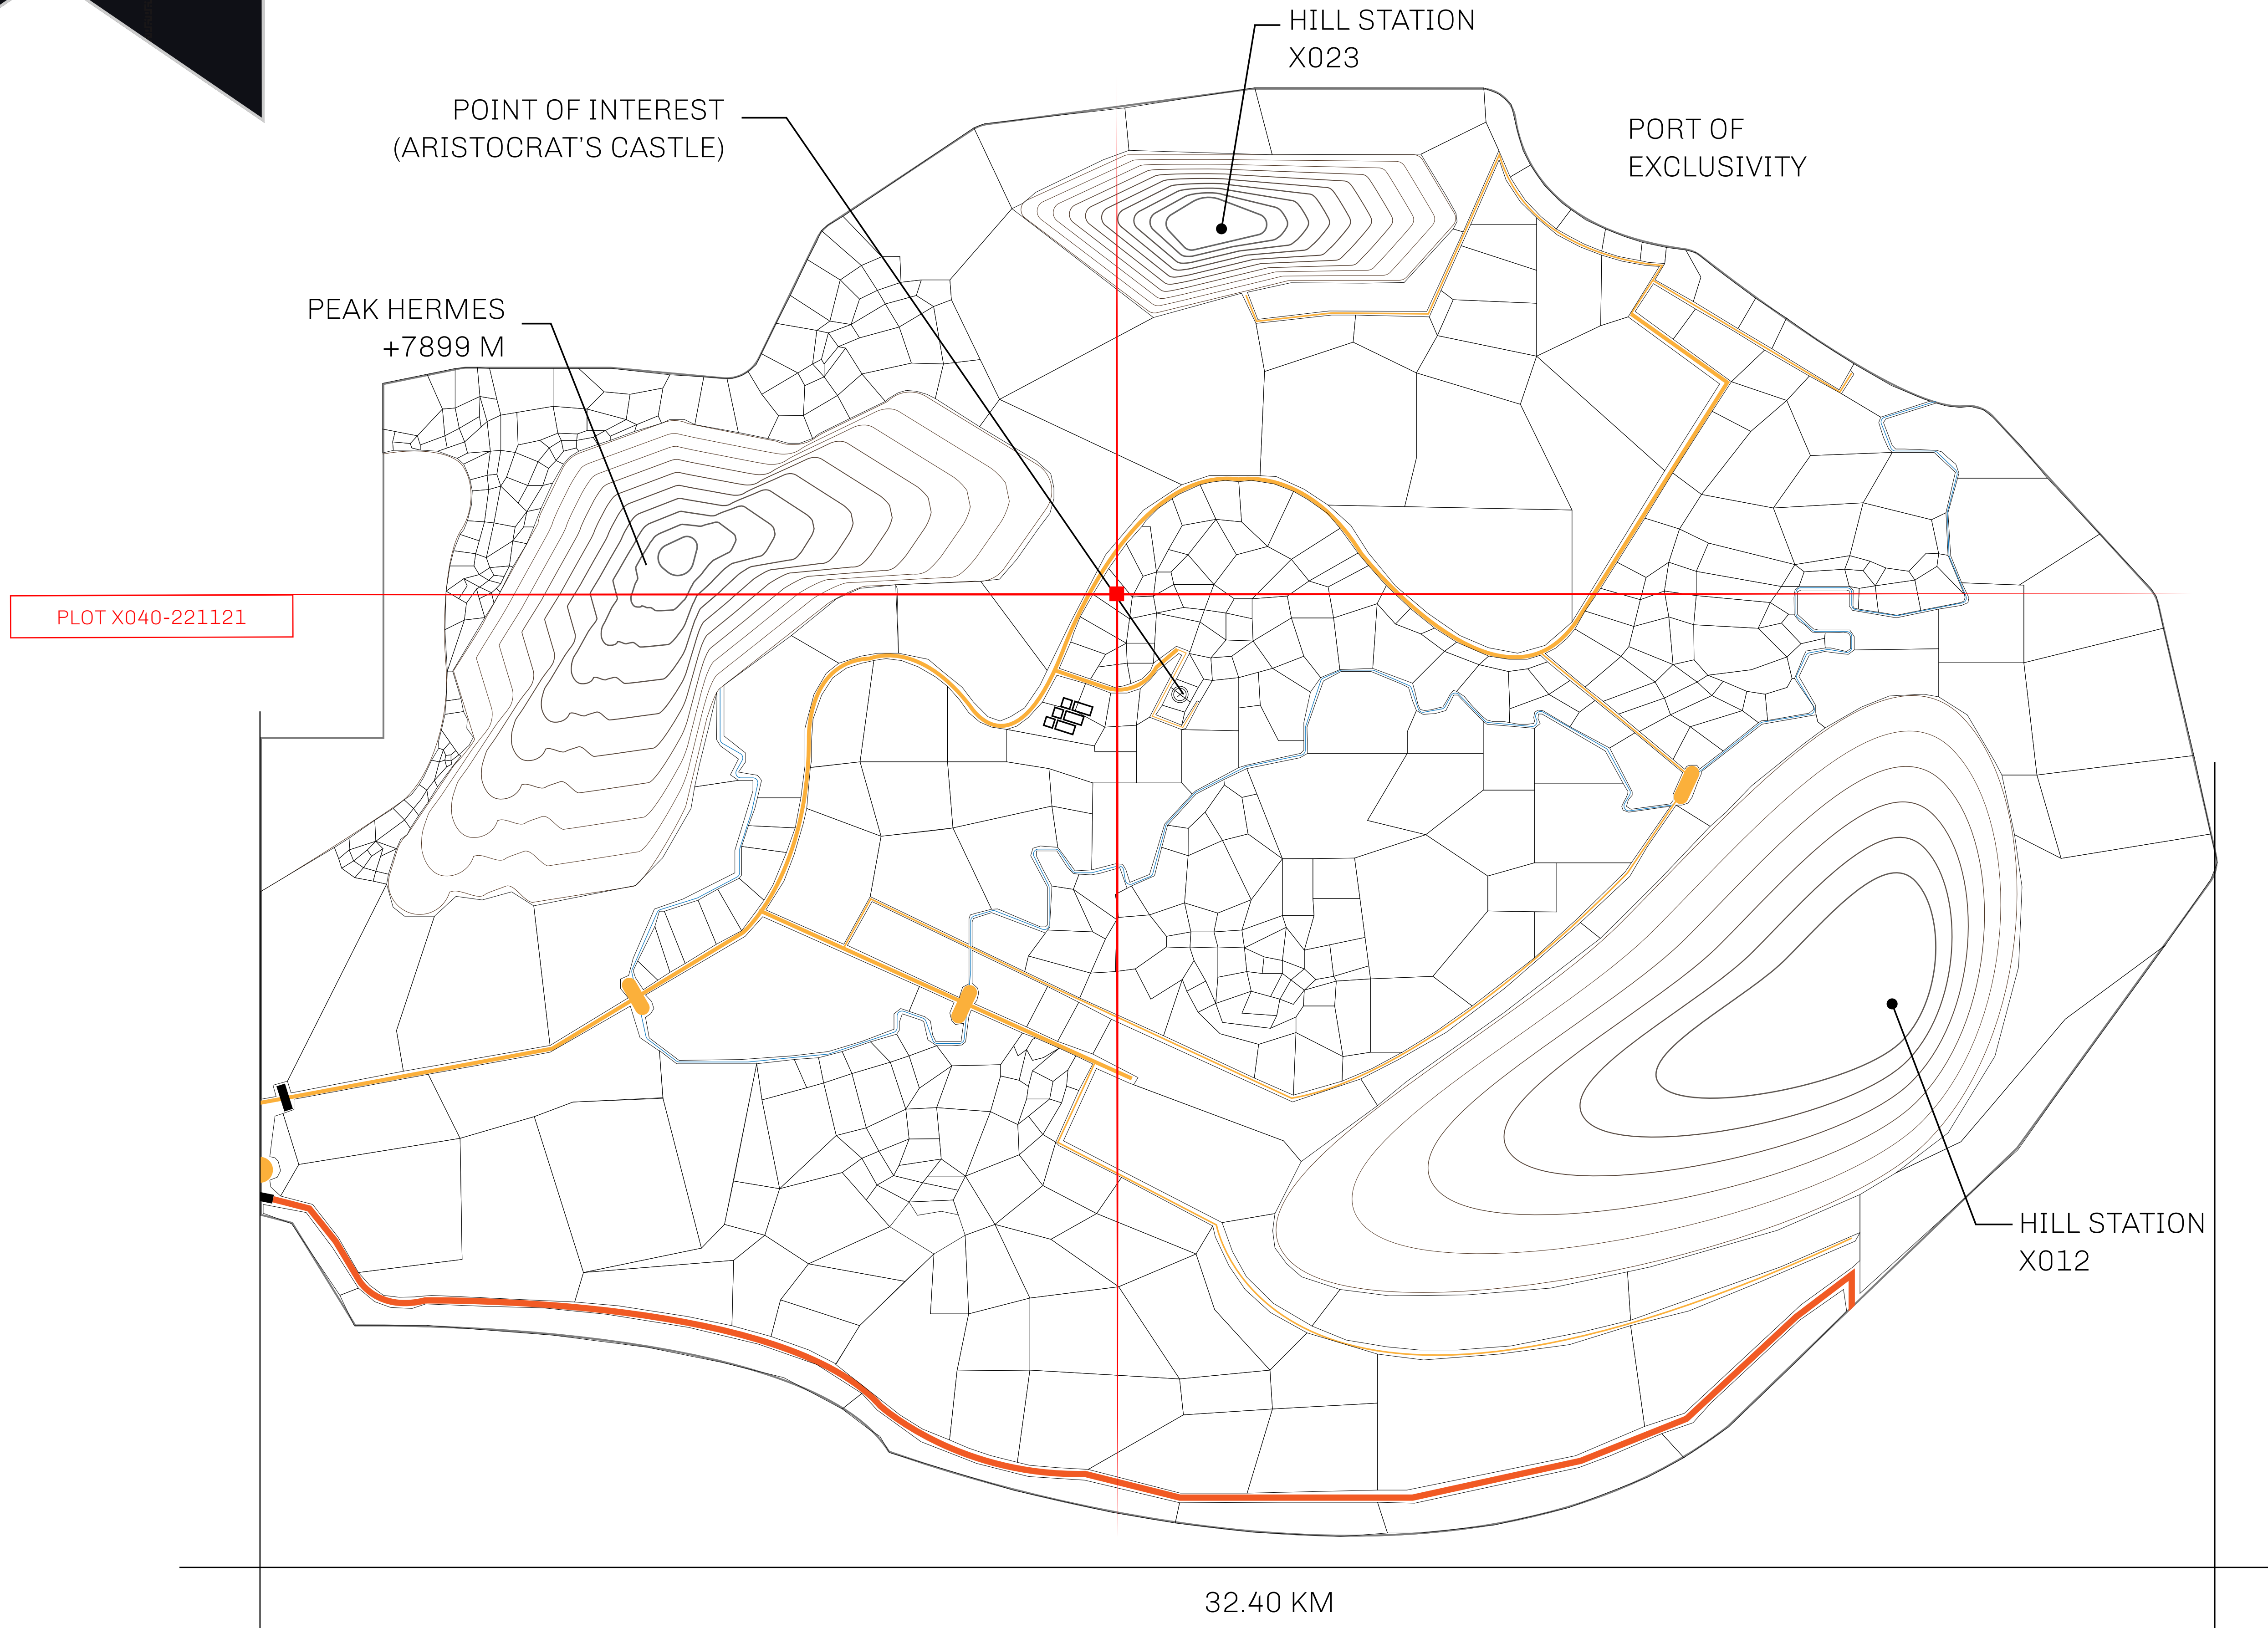 HILL STATION
X023
POINT OF INTEREST
(ARISTOCRAT'S CASTLE)
PORT OF
EXCLUSIVITY
PEAK HERMES
+7899 M
PLOT X040-221121
HILL STATION
X012
32.40 KM